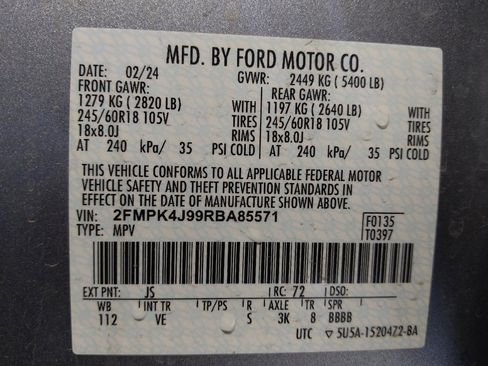 MFD. BY FORD MOTOR CO.
DATE: 02/24 GVWR: 2449 KG ( 5400 LB)
FRONT GAWR: REAR GAWR:
1279 KG ( 2820 LB) WITH 1197 KG ( 2640 LB) WITH
245/60R18 105V TIRES 245/60R18 105V TIRES
18x8.0J RIMS 18x8.0J RIMS
AT 240 kPa/ 35 PSI COLD AT 240 kPa/ 35 PSI COLD
THIS VEHICLE CONFORMS TO ALL APPLICABLE FEDERAL MOTOR
VEHICLE SAFETY AND THEFT PREVENTION STANDARDS IN
EFFECT ON THE DATE OF MANUFACTURE SHOWN ABOVE.
VIN: 2FMPK4J99RBA85571 F0135
TYPE: MPV T0397
EXT PNT: JS RC: 72 DSO:
WB INT TR TP/PS R AXLE TR SPR
112 VE S 3K 8 BBBB
UTC ▽ 5U5A-1520472-BA